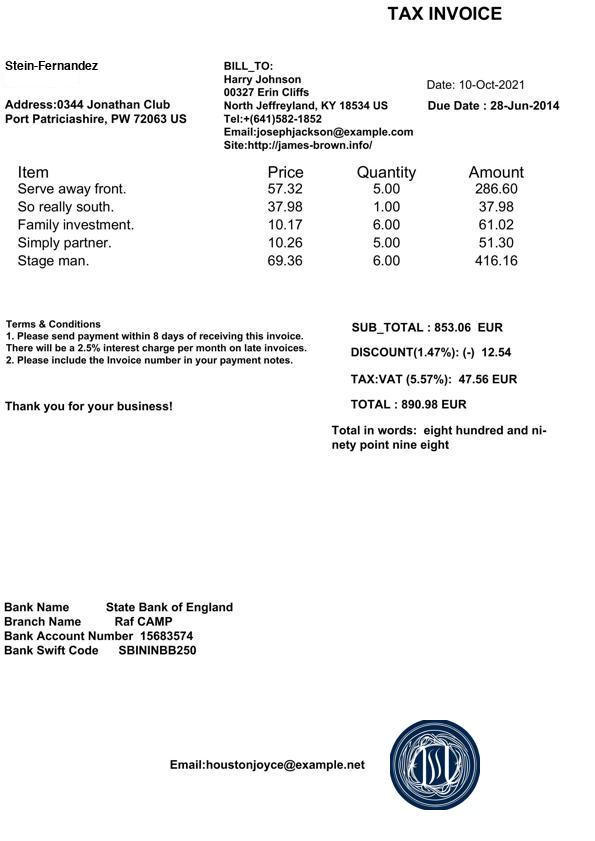 TAX INVOICE
Stein-Fernandez
Address:0344 Jonathan Club
Port Patriciashire, PW 72063 US
BILL_TO:
Harry Johnson
00327 Erin Cliffs
North Jeffreyland, KY 18534 US
Tel:+(641)582-1852
Email:josephjackson@example.com
Site:http://james-brown.info/
Date: 10-Oct-2021
Due Date : 28-Jun-2014
Item Price Quantity Amount
Serve away front. 57.32 5.00 286.60
So really south. 37.98 1.00 37.98
Family investment. 10.17 6.00 61.02
Simply partner. 10.26 5.00 51.30
Stage man. 69.36 6.00 416.16
Terms & Conditions
1. Please send payment within 8 days of receiving this invoice.
There will be a 2.5% interest charge per month on late invoices.
2. Please include the Invoice number in your payment notes.
Thank you for your business!
SUB_TOTAL : 853.06 EUR
DISCOUNT(1.47%): (-) 12.54
TAX:VAT (5.57%): 47.56 EUR
TOTAL : 890.98 EUR
Total in words: eight hundred and ni-
nety point nine eight
Bank Name State Bank of England
Branch Name Raf CAMP
Bank Account Number 15683574
Bank Swift Code SBININBB250
Email:houstonjoyce@example.net